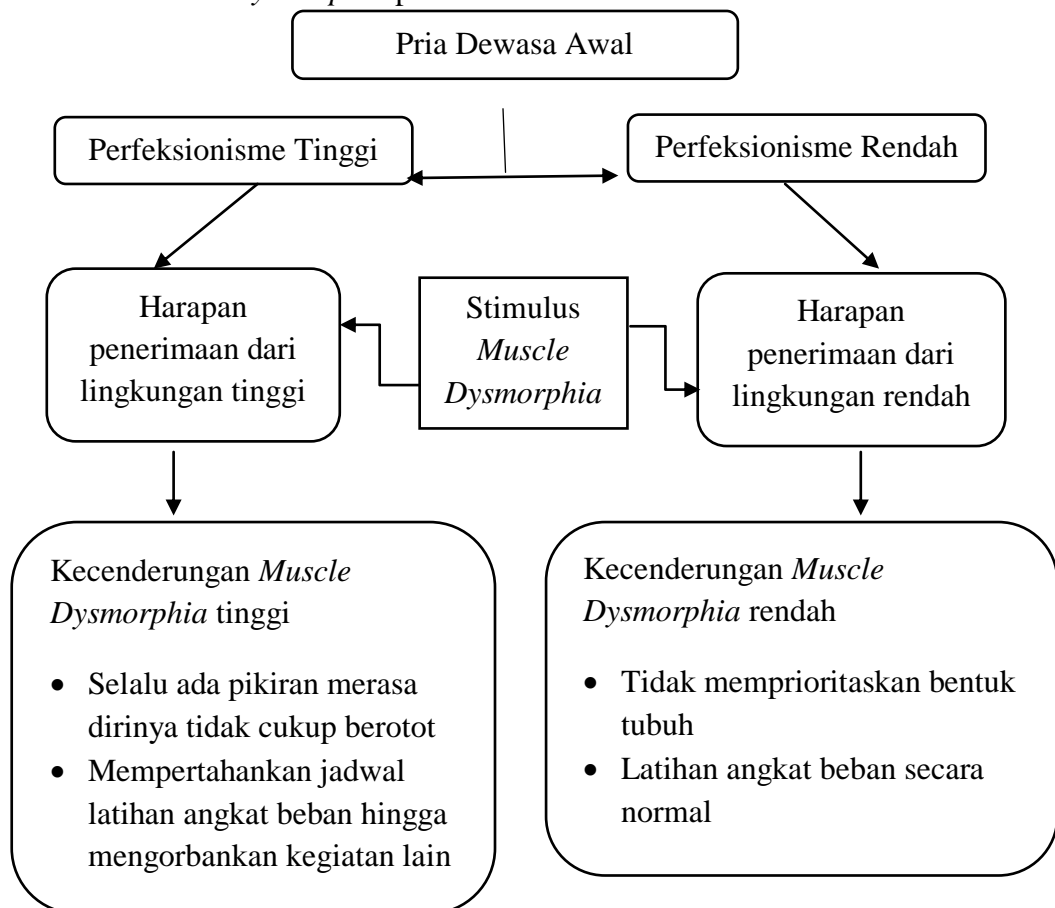 Pria Dewasa Awal
Perfeksionisme Tinggi
Perfeksionisme Rendah
Harapan
penerimaan dari
lingkungan tinggi
Stimulus
Muscle
Dysmorphia
Harapan
penerimaan dari
lingkungan rendah
Kecenderungan Muscle
Dysmorphia tinggi
• Selalu ada pikiran merasa
dirinya tidak cukup berotot
• Mempertahankan jadwal
latihan angkat beban hingga
mengorbankan kegiatan lain
Kecenderungan Muscle
Dysmorphia rendah
• Tidak memprioritaskan bentuk
tubuh
• Latihan angkat beban secara
normal